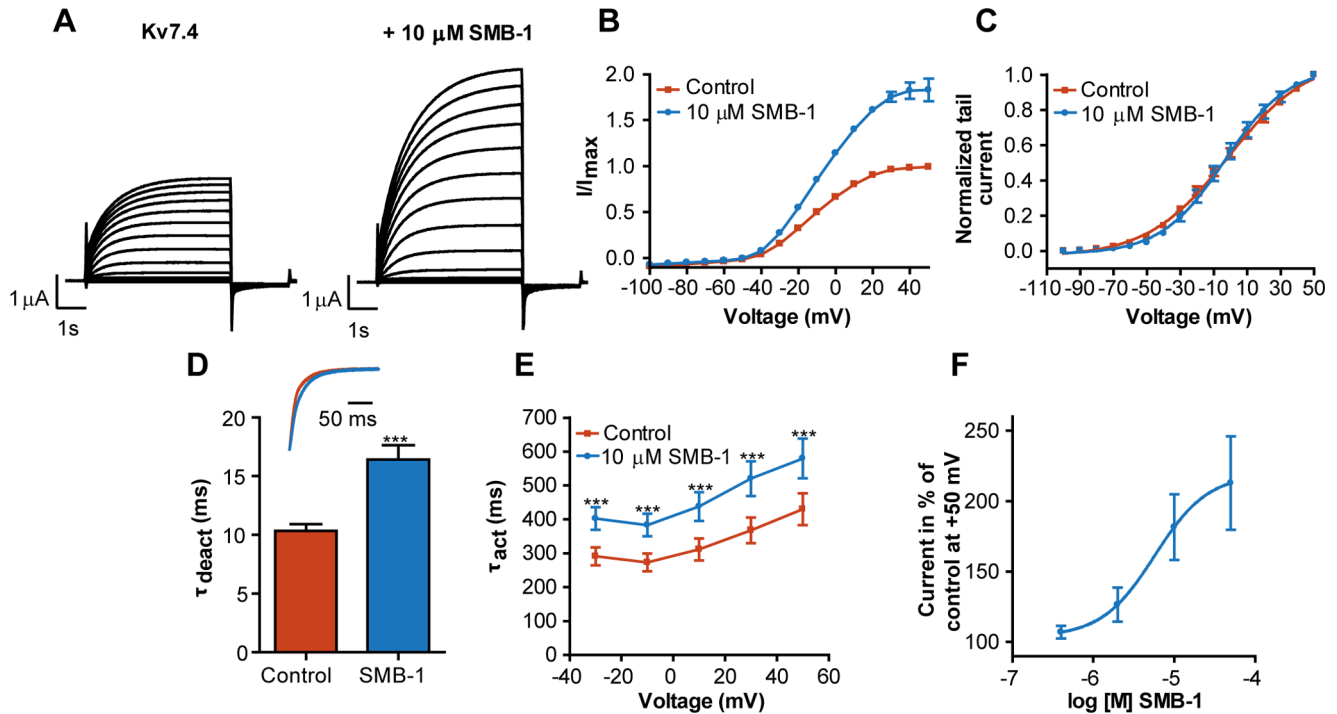 A
Kv7.4
+ 10 μM SMB-1
1 μA
1s
1 μA
1s
B
Control
10 μM SMB-1
I/Imax
2.0
1.5
1.0
0.5
0.0
-100 -80 -60 -40 -20 0 20 40
Voltage (mV)
C
Control
10 μM SMB-1
Normalized tail
current
1.0
0.8
0.6
0.4
0.2
0.0
-110 -90 -70 -50 -30 -10 10 30 50
Voltage (mV)
D
50 ms
***
τ deact (ms)
20
15
10
5
0
Control SMB-1
E
Control
10 μM SMB-1
*** *** *** *** ***
τact (ms)
700
600
500
400
300
200
100
0
-40 -20 0 20 40 60
Voltage (mV)
F
Current in % of
control at +50 mV
250
200
150
100
-7 -6 -5 -4
log [M] SMB-1